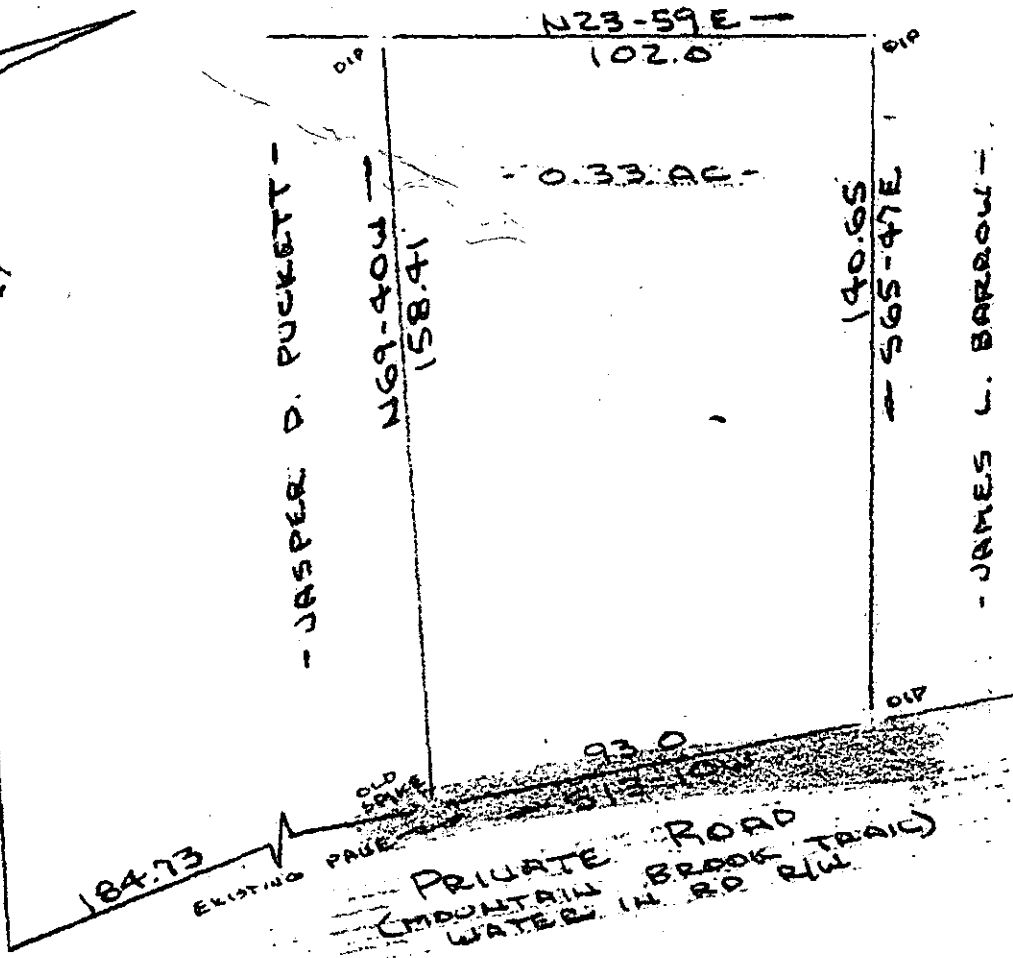 N23-59E
102.0
OIP
OIP
- 0.33 AC -
- JASPER D. PUCKETT -
N69-40W
158.41
140.65
S65-47E
- JAMES L. BARROW -
OIP
93.0
OLD
SPIKE
184.73
EXISTING
PRIVATE ROAD
(MOUNTAIN BROOK TRAIL)
WATER IN RD R/W